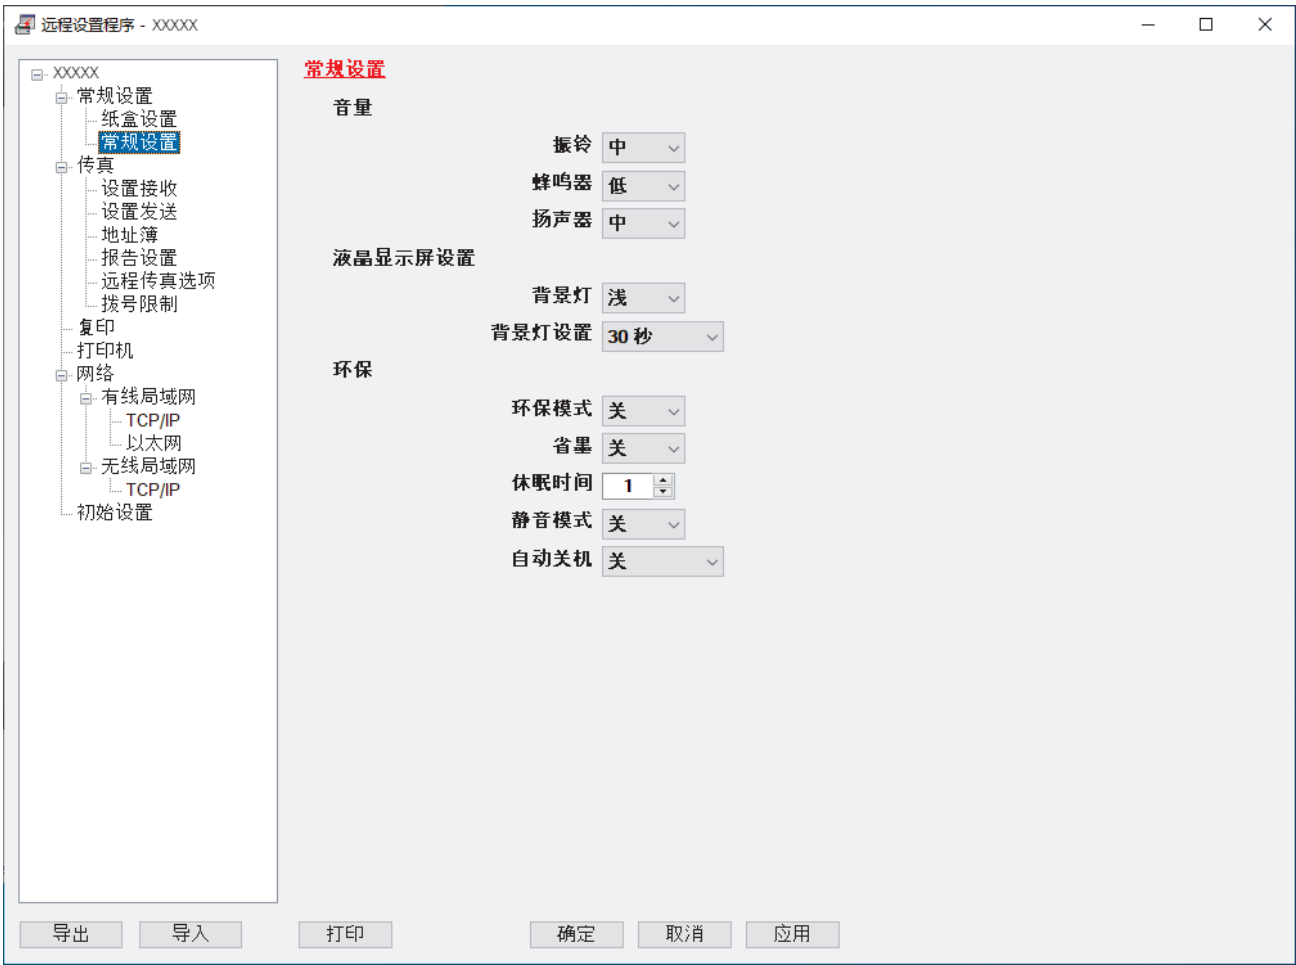 远程设置程序 - XXXXX
XXXXX
常规设置
纸盒设置
常规设置
传真
设置接收
设置发送
地址簿
报告设置
远程传真选项
拨号限制
复印
打印机
网络
有线局域网
TCP/IP
以太网
无线局域网
TCP/IP
初始设置
常规设置
音量
振铃 中
蜂鸣器 低
扬声器 中
液晶显示屏设置
背景灯 浅
背景灯设置 30 秒
环保
环保模式 关
省墨 关
休眠时间 1
静音模式 关
自动关机 关
导出 导入 打印 确定 取消 应用